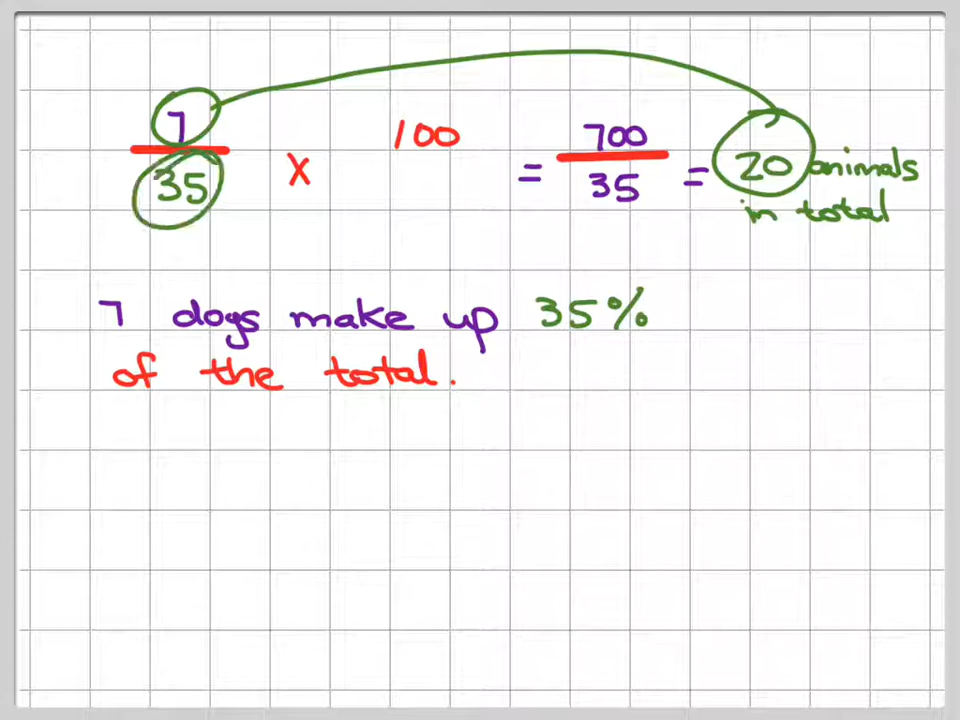 7/35 x 100 = 700/35 = 20 animals
in total
7 dogs make up 35%
of the total.